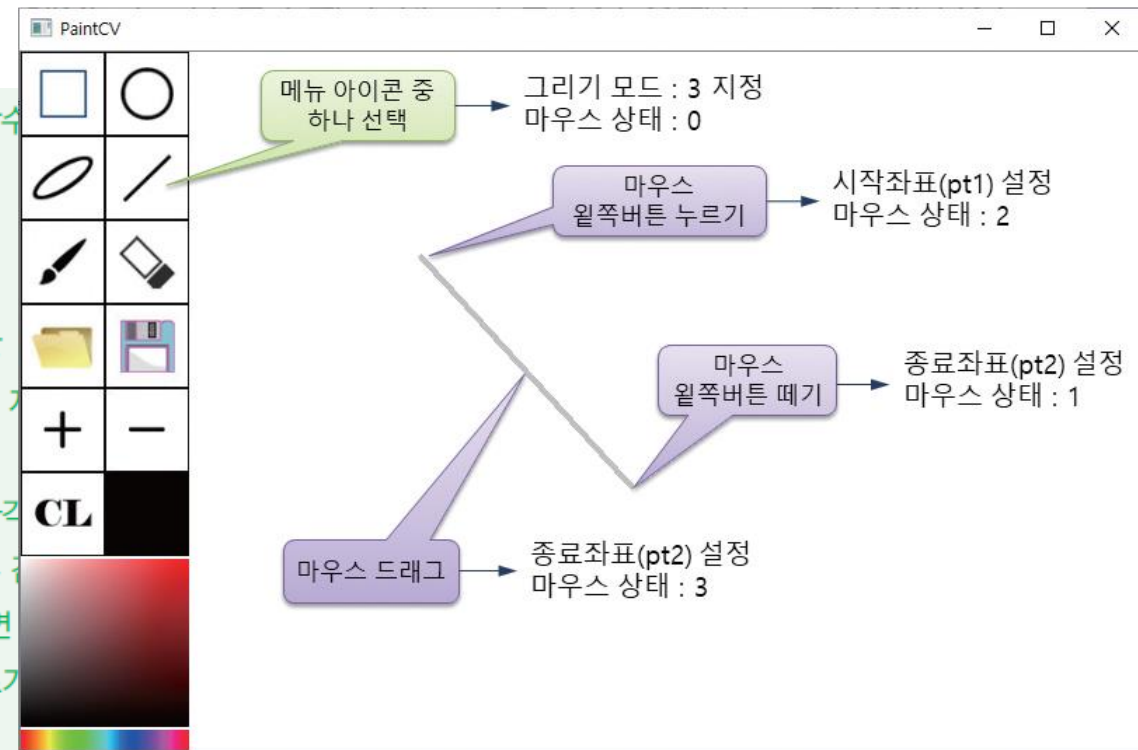 PaintCV
메뉴 아이콘 중
하나 선택
그리기 모드 : 3 지정
마우스 상태 : 0
마우스
왼쪽버튼 누르기
시작좌표(pt1) 설정
마우스 상태 : 2
마우스
왼쪽버튼 떼기
종료좌표(pt2) 설정
마우스 상태 : 1
CL
마우스 드래그
종료좌표(pt2) 설정
마우스 상태 : 3